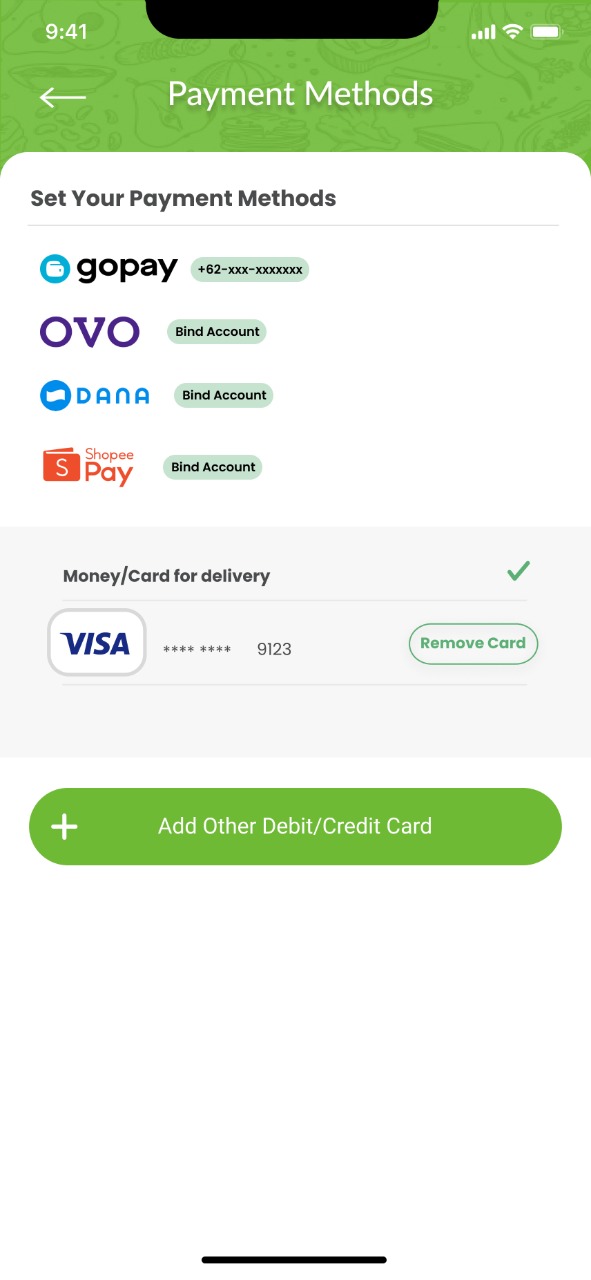 9:41
Payment Methods
Set Your Payment Methods
gopay +62-xxx-xxxxxxx
OVO Bind Account
DANA Bind Account
S Shopee
Pay Bind Account
Money/Card for delivery
VISA **** **** 9123 Remove Card
Add Other Debit/Credit Card